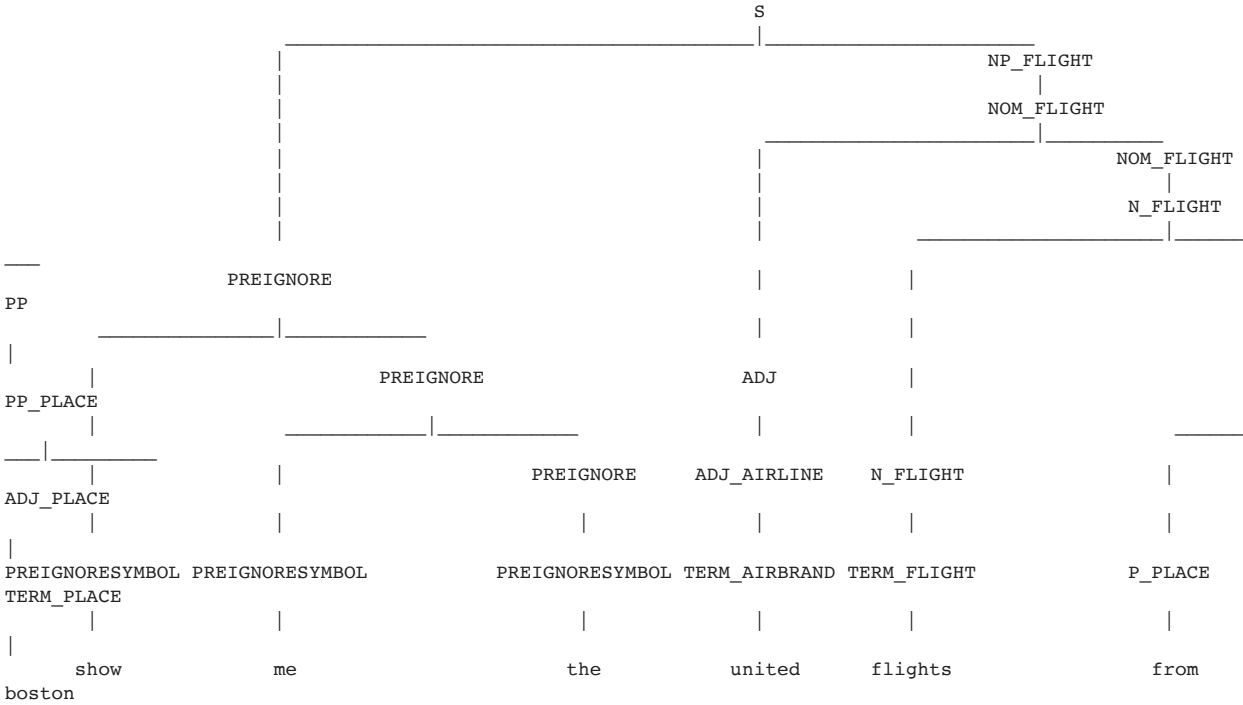 S
NP_FLIGHT
NOM_FLIGHT
NOM_FLIGHT
N_FLIGHT
PREIGNORE
PP
PREIGNORE ADJ
PP_PLACE
PREIGNORE ADJ_AIRLINE N_FLIGHT
ADJ_PLACE
PREIGNORESYMBOL PREIGNORESYMBOL PREIGNORESYMBOL TERM_AIRBRAND TERM_FLIGHT P_PLACE
TERM_PLACE
show me the united flights from
boston